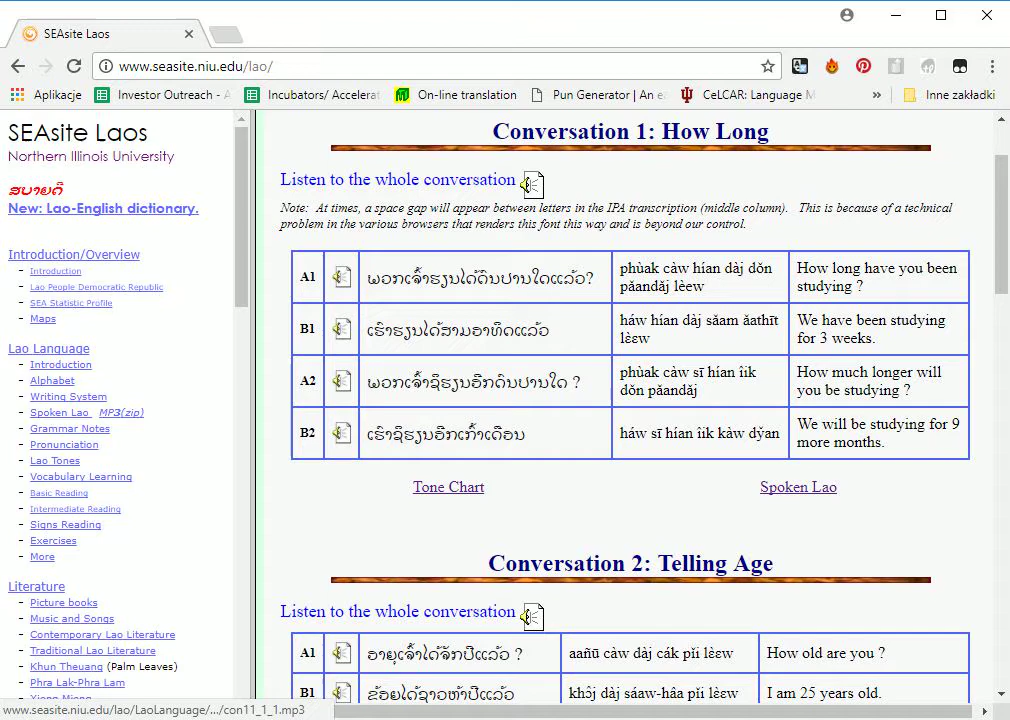 SEAsite Laos
www.seasite.niu.edu/lao/
Aplikacje
Investor Outreach - A
Incubators/ Accelerat
On-line translation
Pun Generator | An e
CeLCAR: Language M
»
Inne zakładki
SEAsite Laos
Northern Illinois University
ສບາຍດີ
New: Lao-English dictionary.
Introduction/Overview
- Introduction
- Lao People Democratic Republic
- SEA Statistic Profile
- Maps
Lao Language
- Introduction
- Alphabet
- Writing System
- Spoken Lao MP3(zip)
- Grammar Notes
- Pronunciation
- Lao Tones
- Vocabulary Learning
- Basic Reading
- Intermediate Reading
- Signs Reading
- Exercises
- More
Literature
- Picture books
- Music and Songs
- Contemporary Lao Literature
- Traditional Lao Literature
- Khun Theuang (Palm Leaves)
- Phra Lak-Phra Lam
- Xieng Mieng
www.seasite.niu.edu/lao/LaoLanguage/.../con11_1_1.mp3
Conversation 1: How Long
Listen to the whole conversation
Note: At times, a space gap will appear between letters in the IPA transcription (middle column). This is because of a technical
problem in the various browsers that renders this font this way and is beyond our control.
A1 ພວກເຈົ້າຮຽນໄດ້ດົນປານໃດແລ້ວ? phùak càw hían dàj dǒn
pǎandǎj lèew How long have you been
studying ?
B1 ເຮົາຮຽນໄດ້ສາມອາທິດແລ້ວ háw hían dàj sǎam ǎathīt
lèɛw We have been studying
for 3 weeks.
A2 ພວກເຈົ້າຊິຮຽນອີກດົນປານໃດ ? phùak càw sī hían îik
dǒn pǎandǎj How much longer will
you be studying ?
B2 ເຮົາຊິຮຽນອີກເກົ້າເດືອນ háw sī hían îik kàw dy̌an We will be studying for 9
more months.
Tone Chart Spoken Lao
Conversation 2: Telling Age
Listen to the whole conversation
A1 ອາຍຸເຈົ້າໄດ້ຈັກປີແລ້ວ ? aañū càw dàj cák pǐi lèɛw How old are you ?
B1 ຂ້ອຍໄດ້ຊາວຫ້າປີແລ້ວ khɔ̂j dàj sáaw-hâa pǐi lèɛw I am 25 years old.